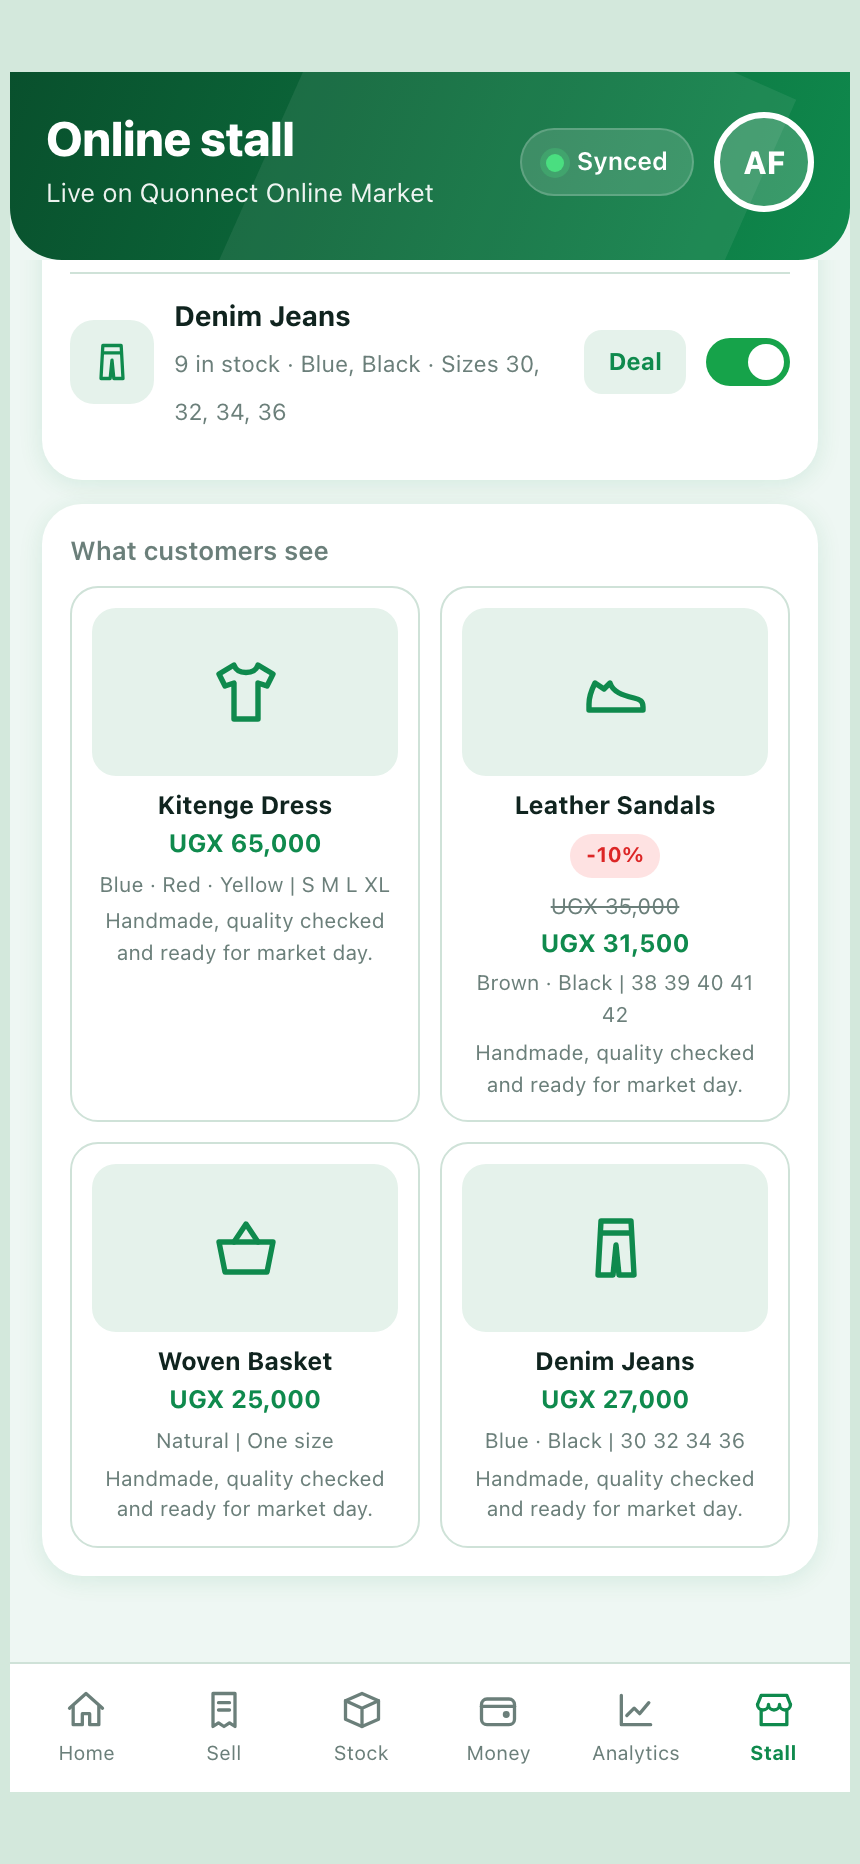 Online stall
Live on Quonnect Online Market
Synced
AF
Denim Jeans
9 in stock · Blue, Black · Sizes 30,
32, 34, 36
Deal
What customers see
Kitenge Dress
UGX 65,000
Blue · Red · Yellow | S M L XL
Handmade, quality checked
and ready for market day.
Leather Sandals
-10%
UGX 35,000
UGX 31,500
Brown · Black | 38 39 40 41
42
Handmade, quality checked
and ready for market day.
Woven Basket
UGX 25,000
Natural | One size
Handmade, quality checked
and ready for market day.
Denim Jeans
UGX 27,000
Blue · Black | 30 32 34 36
Handmade, quality checked
and ready for market day.
Home
Sell
Stock
Money
Analytics
Stall